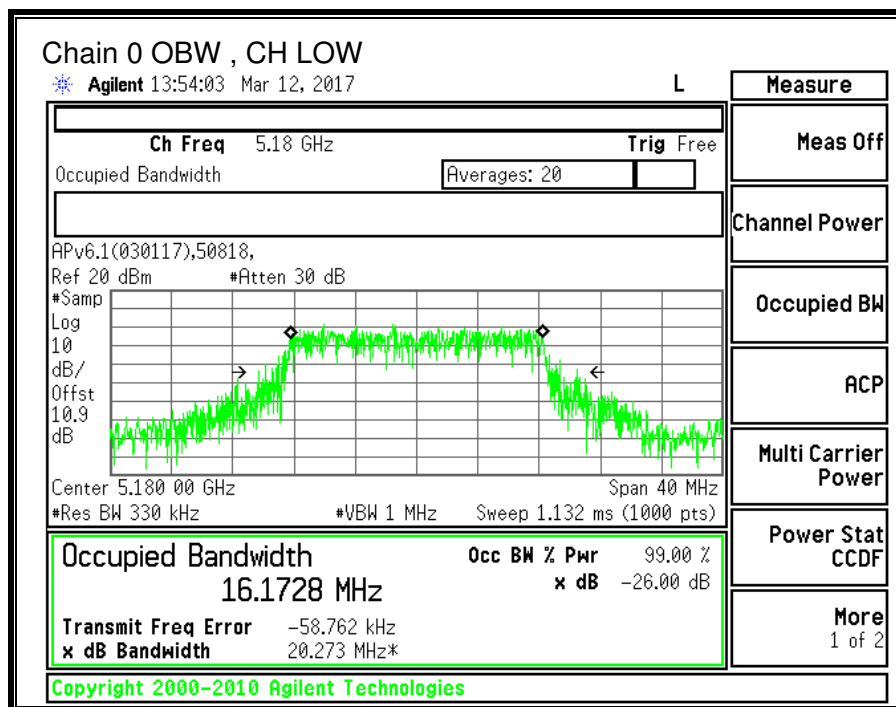 Chain 0 OBW , CH LOW
Agilent 13:54:03 Mar 12, 2017 L
Measure
Ch Freq 5.18 GHz Trig Free
Meas Off
Occupied Bandwidth Averages: 20
Channel Power
APv6.1(030117),50818,
Ref 20 dBm #Atten 30 dB
#Samp
Log
10
dB/
Offst
10.9
dB
Occupied BW
ACP
Center 5.180 00 GHz Span 40 MHz
#Res BW 330 kHz #VBW 1 MHz Sweep 1.132 ms (1000 pts)
Multi Carrier
Power
Occupied Bandwidth
16.1728 MHz
Occ BW % Pwr 99.00 %
x dB -26.00 dB
Transmit Freq Error -58.762 kHz
x dB Bandwidth 20.273 MHz*
Power Stat
CCDF
More
1 of 2
Copyright 2000-2010 Agilent Technologies